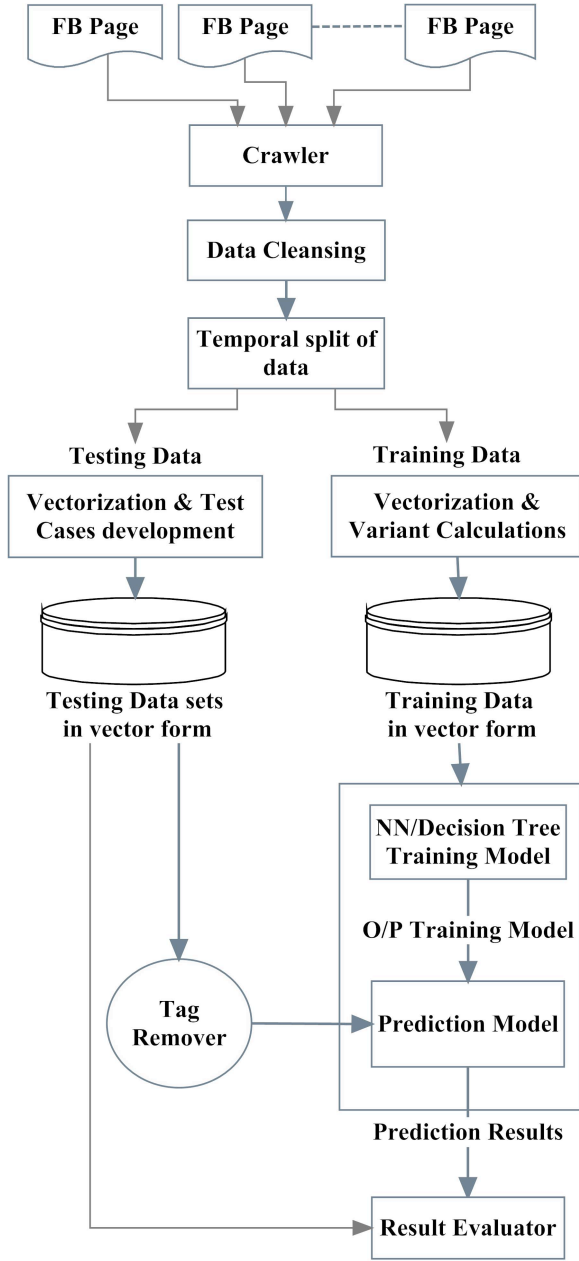 FB Page
FB Page
FB Page
Crawler
Data Cleansing
Temporal split of
data
Testing Data
Training Data
Vectorization & Test
Cases development
Vectorization &
Variant Calculations
Testing Data sets
in vector form
Training Data
in vector form
NN/Decision Tree
Training Model
O/P Training Model
Tag
Remover
Prediction Model
Prediction Results
Result Evaluator